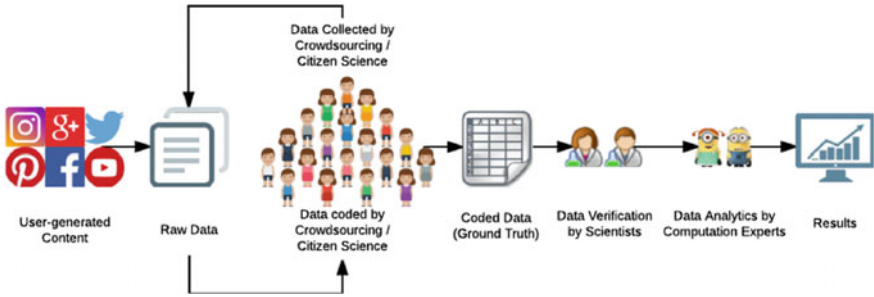 Data Collected by
Crowdsourcing /
Citizen Science
g+
User-generated
Content
Raw Data
Data coded by
Crowdsourcing /
Citizen Science
Coded Data
(Ground Truth)
Data Verification
by Scientists
Data Analytics by
Computation Experts
Results